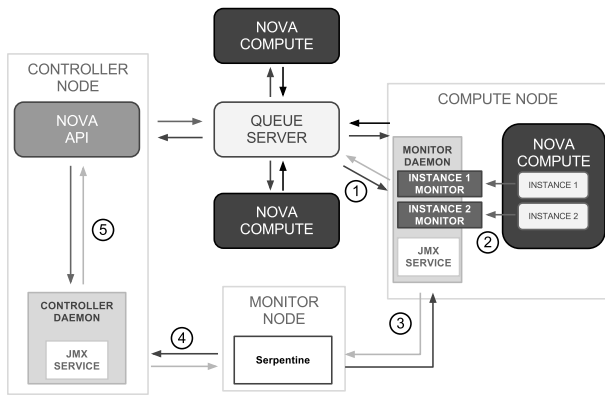 NOVA
COMPUTE
CONTROLLER
NODE
NOVA
API
QUEUE
SERVER
COMPUTE NODE
MONITOR
DAEMON
NOVA
COMPUTE
INSTANCE 1
MONITOR
INSTANCE 1
INSTANCE 2
MONITOR
INSTANCE 2
JMX
SERVICE
1
2
NOVA
COMPUTE
5
CONTROLLER
DAEMON
JMX
SERVICE
4
MONITOR
NODE
Serpentine
3